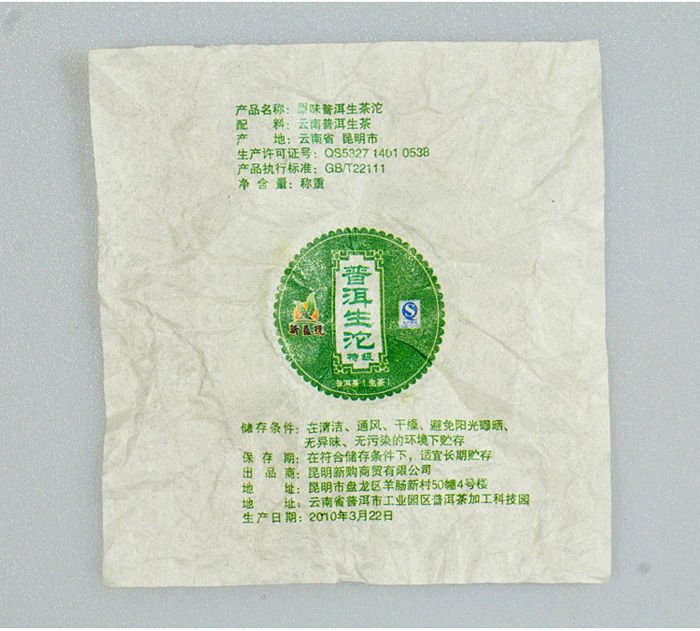 产品名称：原味普洱生茶沱
配 料：云南普洱生茶
产 地：云南省 昆明市
生产许可证号：QS5327 1401 0538
产品执行标准：GB/T22111
净 含 量：称重
普洱生沱
特级
新益号
普洱茶（生茶）
储存条件：在清洁、通风、干燥、避免阳光曝晒、
无异味、无污染的环境下贮存
保 存 期：在符合储存条件下，适宜长期贮存
出 品 商：昆明新购商贸有限公司
地 址：昆明市盘龙区羊肠新村50幢4号楼
地 址：云南省普洱市工业园区普洱茶加工科技园
生产日期：2010年3月22日